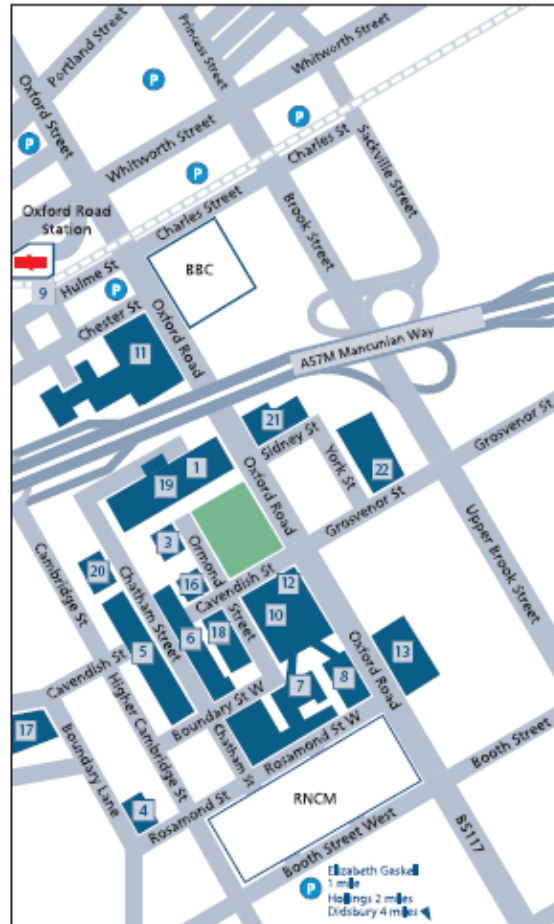 Portland Street
Princess Street
Whitworth Street
Oxford Street
P
P
P
Charles St
Sackville Street
Whitworth Street
P
Oxford Road
Station
Charles Street
Brook Street
Hulme St
BBC
9
P
Chester St
Oxford Road
11
A57M Mancunian Way
21
Sidney St
Grosvenor St
1
19
York St
22
Oxford Road
Grosvenor St
3
Ormond
Street
20
Cambridge St
Chatham Street
16
Cavendish St
12
10
Upper Brook Street
5
6
18
Oxford Road
13
Cavendish St
7
8
17
Boundary St W
Higher Cambridge St
Chatham St
Boundary Lane
Rosamond St W
4
Rosamond St
RNCM
Booth Street
Booth Street West
B5117
P
Elizabeth Gaskell
1 mile
Hollings 2 miles
Didsbury 4 miles